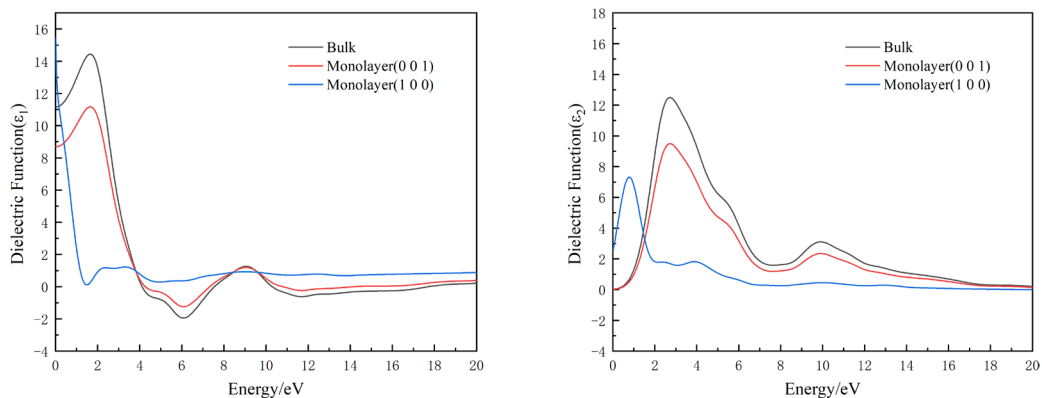 16
14
12
10
8
6
4
2
0
−2
−4
Dielectric Function(ε₁)
Bulk
Monolayer(0 0 1)
Monolayer(1 0 0)
0 2 4 6 8 10 12 14 16 18 20
Energy/eV
18
16
14
12
10
8
6
4
2
0
−2
−4
Dielectric Function(ε₂)
Bulk
Monolayer(0 0 1)
Monolayer(1 0 0)
0 2 4 6 8 10 12 14 16 18 20
Energy/eV